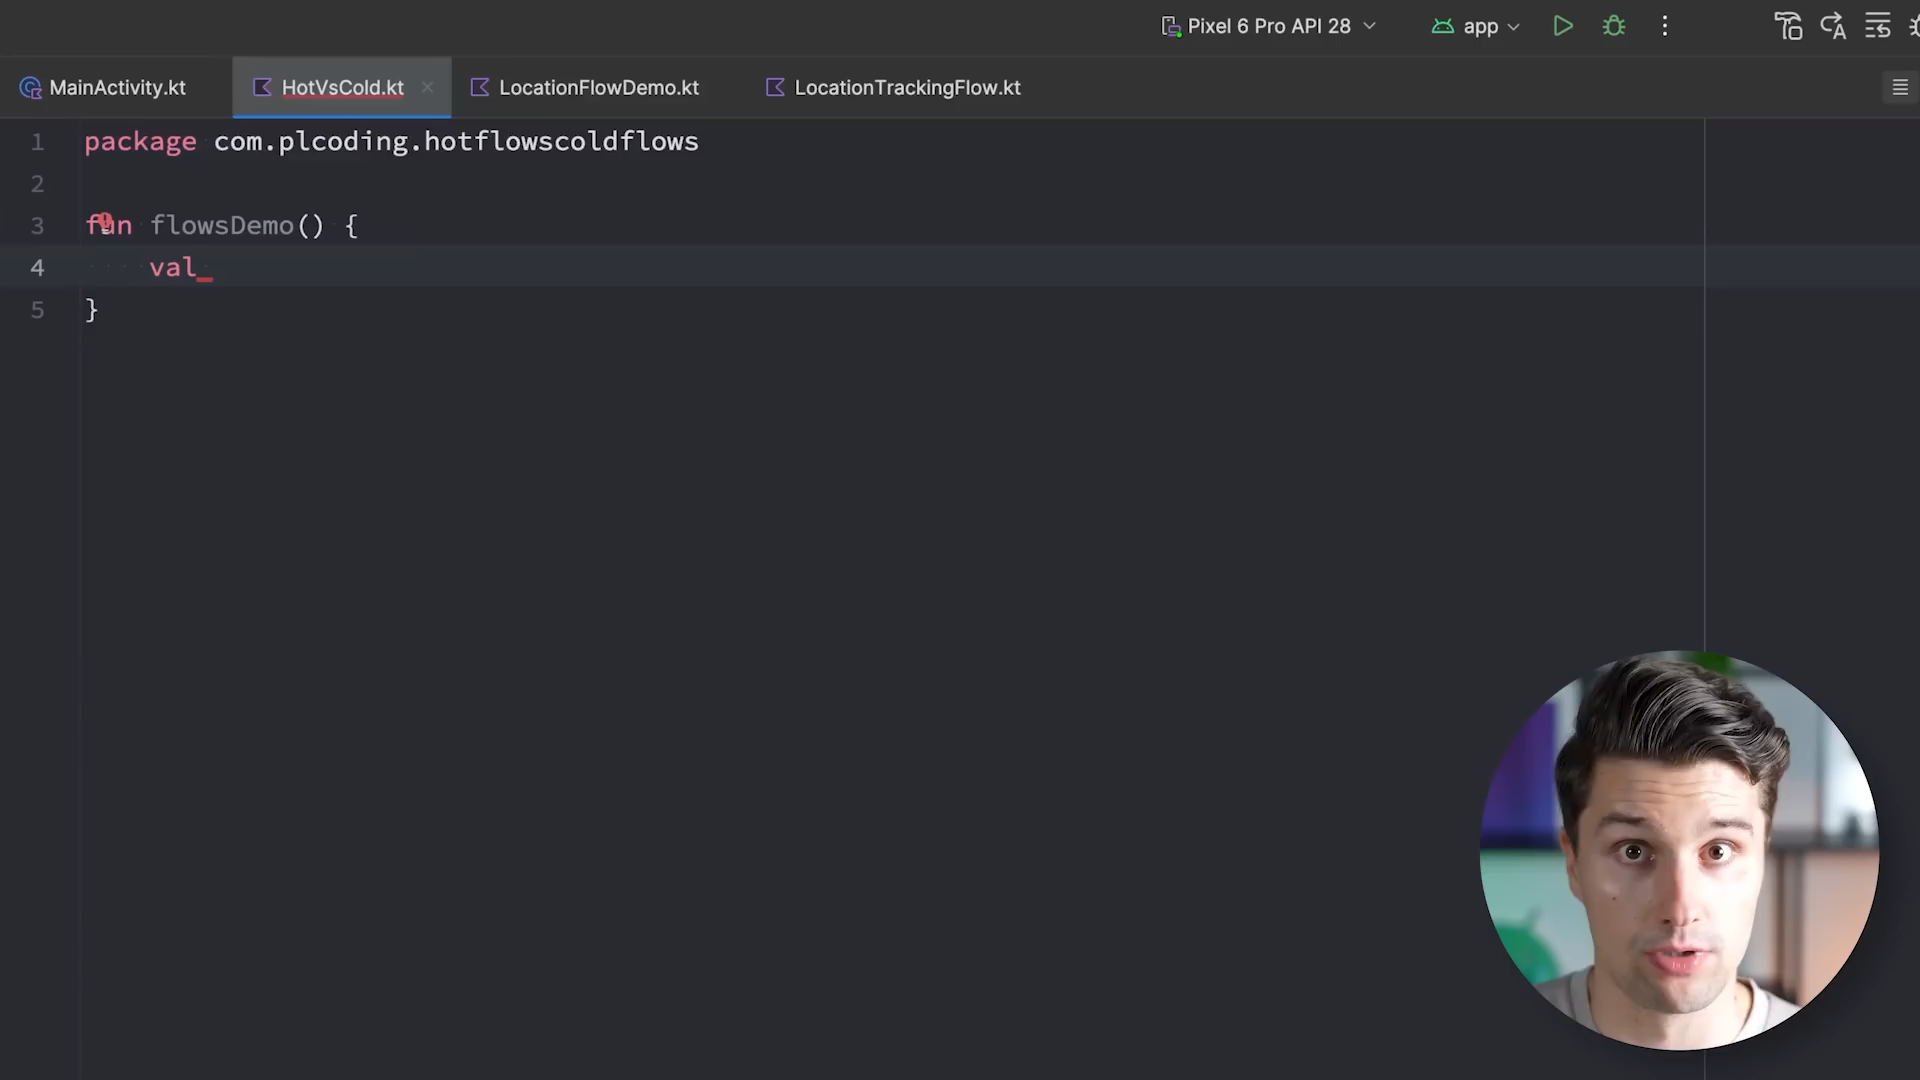 Pixel 6 Pro API 28
app
MainActivity.kt
HotVsCold.kt
LocationFlowDemo.kt
LocationTrackingFlow.kt
1 package com.plcoding.hotflowscoldflows
2
3 fun flowsDemo() {
4 val
5 }